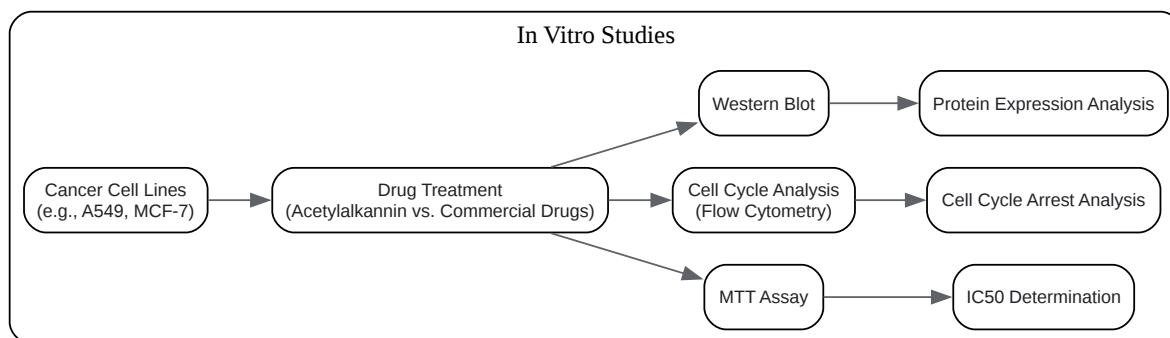 In Vitro Studies
Western Blot
Protein Expression Analysis
Cancer Cell Lines
(e.g., A549, MCF-7)
Drug Treatment
(Acetylalkannin vs. Commercial Drugs)
Cell Cycle Analysis
(Flow Cytometry)
Cell Cycle Arrest Analysis
MTT Assay
IC50 Determination